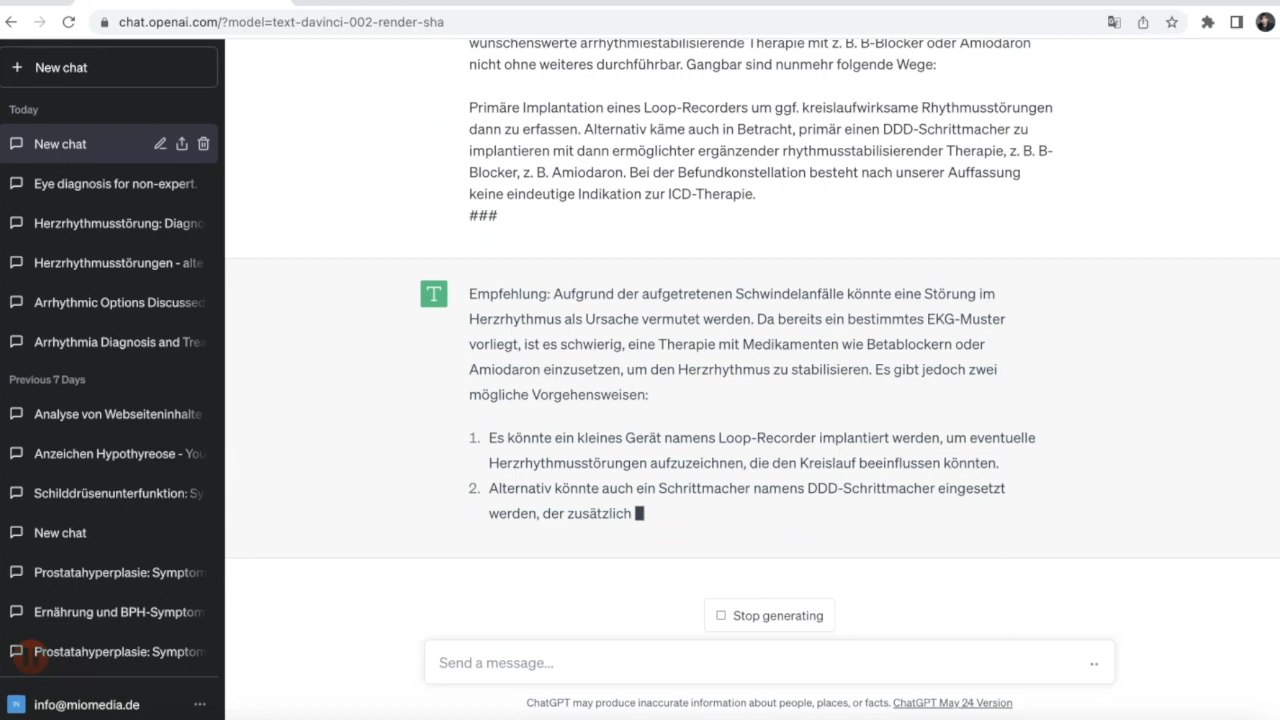 chat.openai.com/?model=text-davinci-002-render-sha
+ New chat
Today
New chat
Eye diagnosis for non-expert.
Herzrhythmusstörung: Diagno
Herzrhythmusstörungen - alte
Arrhythmic Options Discussed
Arrhythmia Diagnosis and Trea
Previous 7 Days
Analyse von Webseiteninhalte
Anzeichen Hypothyreose - You
Schilddrüsenunterfunktion: Sy
New chat
Prostatahyperplasie: Symptom
Ernährung und BPH-Symptom
Prostatahyperplasie: Symptom
IN info@miomedia.de
wünschenswerte arrhythmiestabilisierende Therapie mit z. B. B-Blocker oder Amiodaron
nicht ohne weiteres durchführbar. Gangbar sind nunmehr folgende Wege:
Primäre Implantation eines Loop-Recorders um ggf. kreislaufwirksame Rhythmusstörungen
dann zu erfassen. Alternativ käme auch in Betracht, primär einen DDD-Schrittmacher zu
implantieren mit dann ermöglichter ergänzender rhythmusstabilisierender Therapie, z. B. B-
Blocker, z. B. Amiodaron. Bei der Befundkonstellation besteht nach unserer Auffassung
keine eindeutige Indikation zur ICD-Therapie.
###
T
Empfehlung: Aufgrund der aufgetretenen Schwindelanfälle könnte eine Störung im
Herzrhythmus als Ursache vermutet werden. Da bereits ein bestimmtes EKG-Muster
vorliegt, ist es schwierig, eine Therapie mit Medikamenten wie Betablockern oder
Amiodaron einzusetzen, um den Herzrhythmus zu stabilisieren. Es gibt jedoch zwei
mögliche Vorgehensweisen:
1. Es könnte ein kleines Gerät namens Loop-Recorder implantiert werden, um eventuelle
Herzrhythmusstörungen aufzuzeichnen, die den Kreislauf beeinflussen könnten.
2. Alternativ könnte auch ein Schrittmacher namens DDD-Schrittmacher eingesetzt
werden, der zusätzlich
Stop generating
Send a message...
ChatGPT may produce inaccurate information about people, places, or facts. ChatGPT May 24 Version